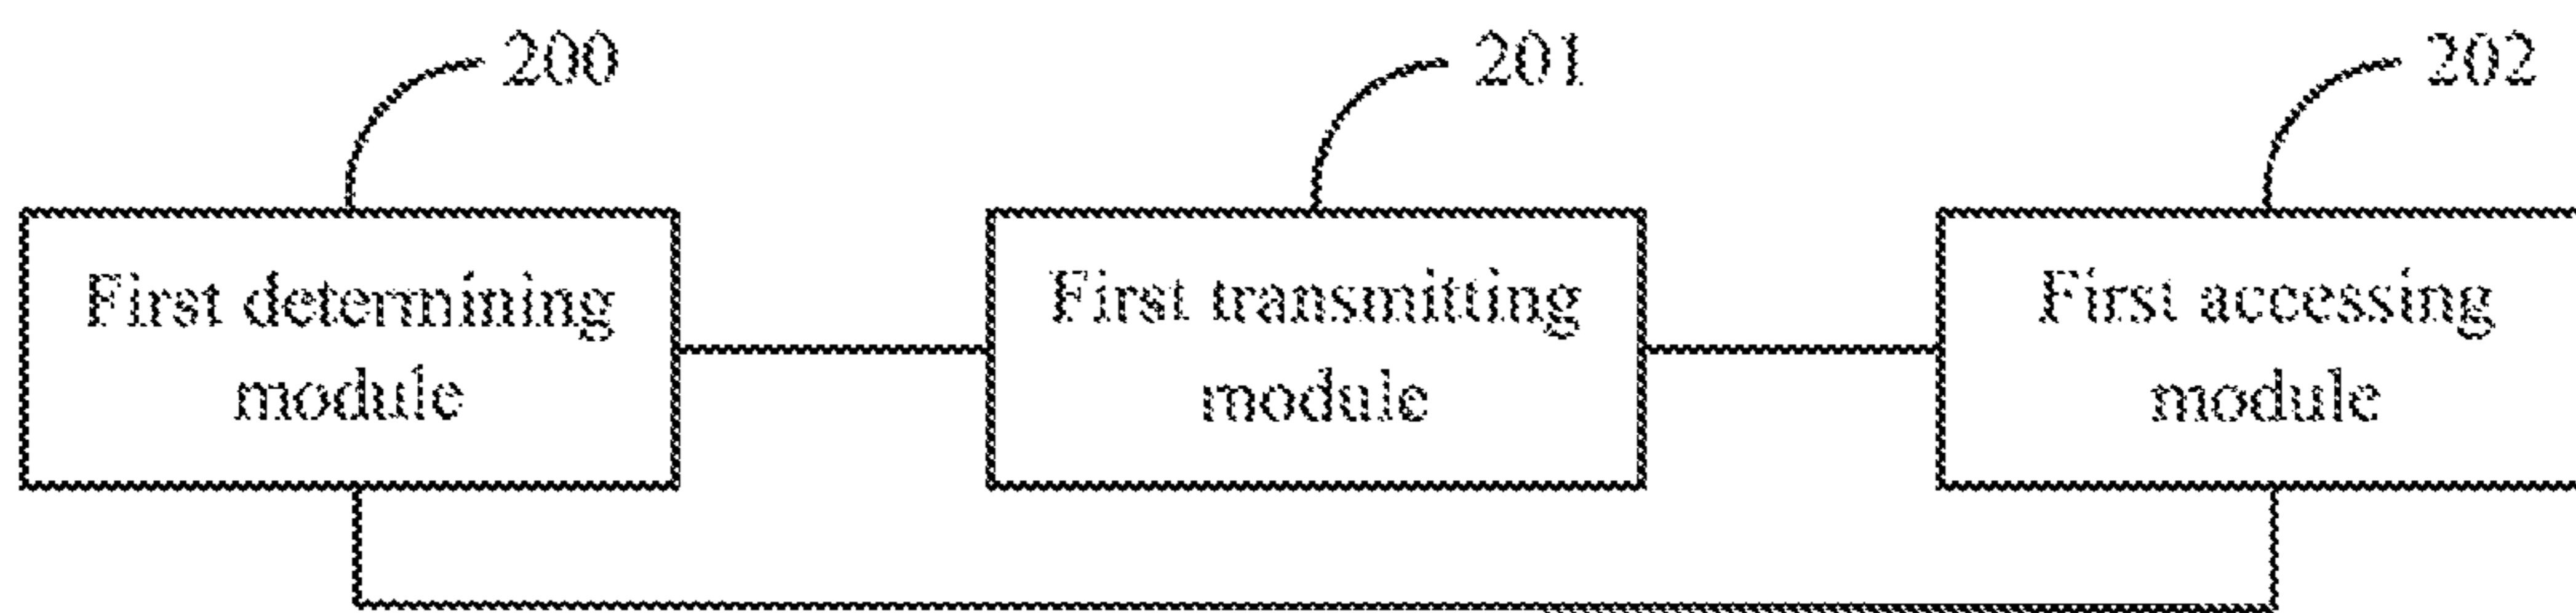 200
201
202
First determining
module
First transmitting
module
First accessing
module